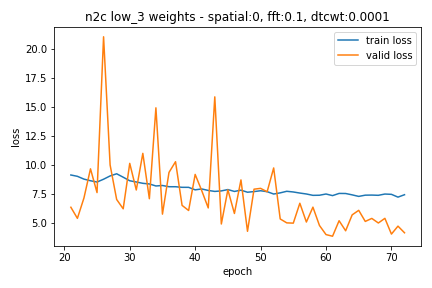 n2c low_3 weights - spatial:0, fft:0.1, dtcwt:0.0001
train loss
valid loss
20.0
17.5
15.0
12.5
10.0
7.5
5.0
loss
20 30 40 50 60 70
epoch